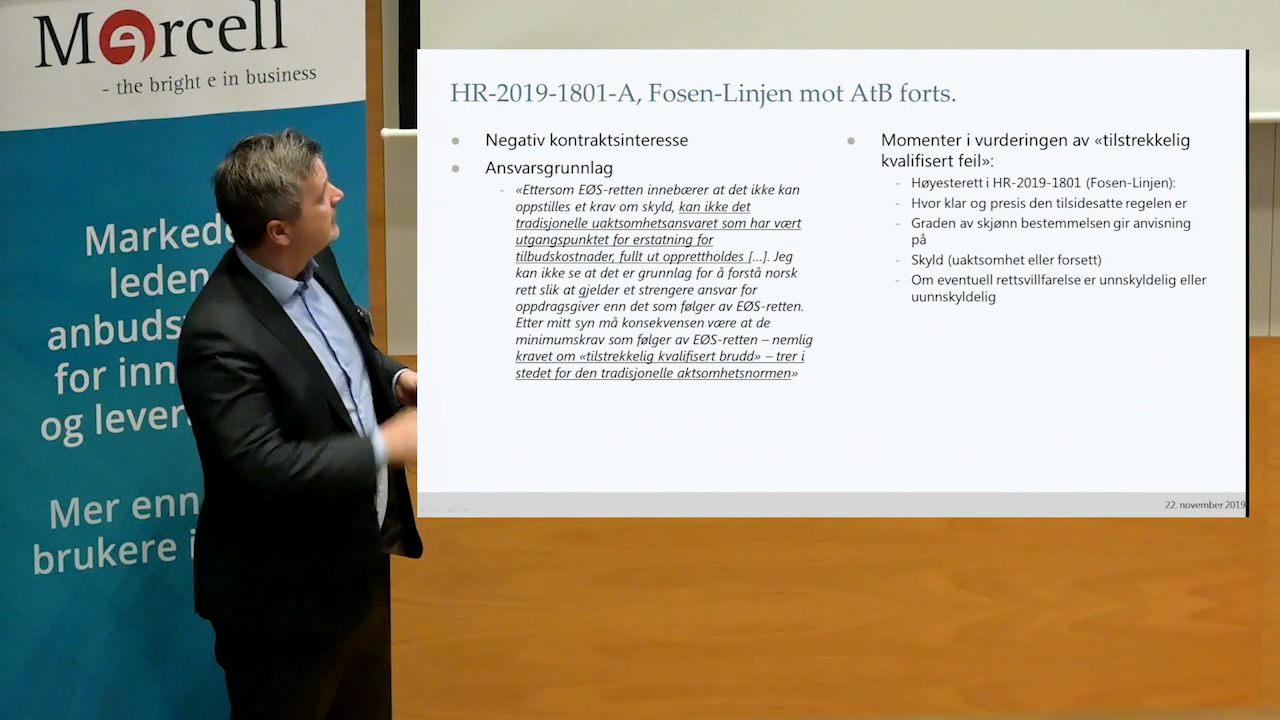 Mercell
- the bright e in business
Marked
leden
anbuds
for inn
og lever
Mer enn
brukere i
HR-2019-1801-A, Fosen-Linjen mot AtB forts.
● Negativ kontraktsinteresse
● Ansvarsgrunnlag
- «Ettersom EØS-retten innebærer at det ikke kan
oppstilles et krav om skyld, kan ikke det
tradisjonelle uaktsomhetsansvaret som har vært
utgangspunktet for erstatning for
tilbudskostnader, fullt ut opprettholdes [...]. Jeg
kan ikke se at det er grunnlag for å forstå norsk
rett slik at gjelder et strengere ansvar for
oppdragsgiver enn det som følger av EØS-retten.
Etter mitt syn må konsekvensen være at de
minimumskrav som følger av EØS-retten – nemlig
kravet om «tilstrekkelig kvalifisert brudd» – trer i
stedet for den tradisjonelle aktsomhetsnormen»
● Momenter i vurderingen av «tilstrekkelig
kvalifisert feil»:
- Høyesterett i HR-2019-1801 (Fosen-Linjen):
- Hvor klar og presis den tilsidesatte regelen er
- Graden av skjønn bestemmelsen gir anvisning
på
- Skyld (uaktsomhet eller forsett)
- Om eventuell rettsvillfarelse er unnskyldelig eller
uunnskyldelig
22. november 2019